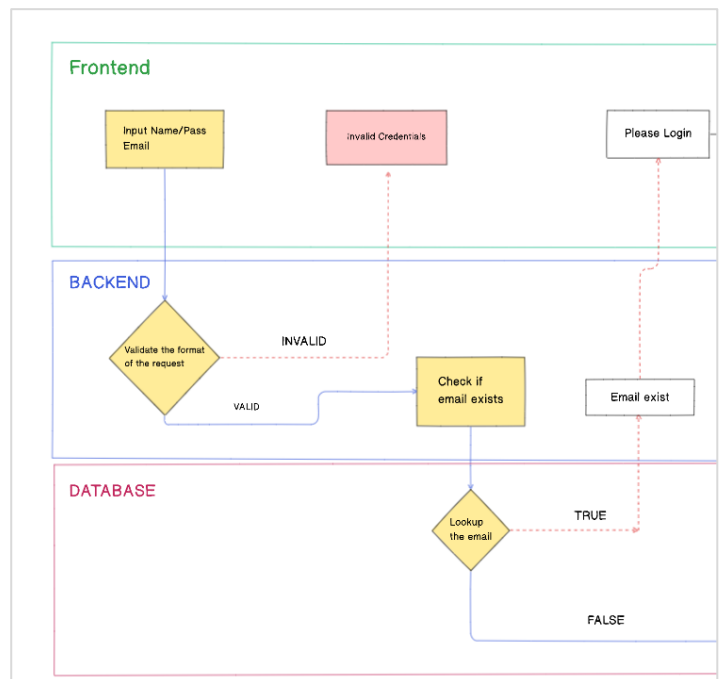 Frontend
Input Name/Pass
Email
Invalid Credentials
Please Login
BACKEND
Validate the format
of the request
INVALID
VALID
Check if
email exists
Email exist
DATABASE
Lookup
the email
TRUE
FALSE